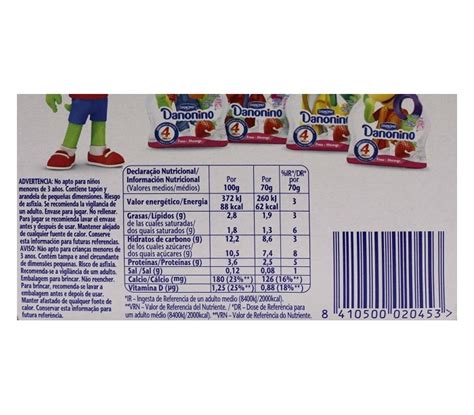 DANONE
Danonino
Danonino
Danonino
Danonino
4
4
4
4
ADVERTENCIA: No apto para niños
menores de 3 años. Contiene tapón y
arandela de pequeñas dimensiones. Riesgo
de asfixia. Se recomienda la vigilancia de
un adulto. Envase para jugar. No rellenar.
Para jugar se recomienda lavar el envase
antes y después de usar. Mantener alejado
de cualquier fuente de calor. Conserve
esta información para futuras referencias.
AVISO: No apto para crianças menores de 3
anos. Contém tampa e anel circundante
de dimensões pequenas. Risco de asfixia.
Recomenda-se a vigilância de um adulto.
Embalagem para brincar. Não encher.
Para brincar, recomenda-se lavar a
embalagem antes e depois de usar.
Manter afastado de qualquer fonte de
calor. Conserve esta informação para
futura referência.
Declaração Nutricional/
Información Nutricional
(Valores medios/médios)
Por
100g
Por
70g
%IR*/DR*
Por
70g
Valor energético/Energia 372 kJ 88 kcal 260 kJ 62 kcal 3
Grasas/Lípidos (g) 2,8 1,9 3
de las cuales saturadas/
dos quais saturados (g) 1,8 1,3 6
Hidratos de carbono (g) 12,2 8,6 3
de los cuales azúcares/
dos quais açúcares (g) 10,5 7,4 8
Proteínas/Proteínas (g) 3,6 2,5 5
Sal /Sal (g) 0,12 0,08 1
Calcio/Cálcio (mg) 180 (23%**) 126 (16%**)
Vitamina D (µg) 1,25 (25%**) 0,88 (18%**)
*IR - Ingesta de Referencia de un adulto medio (8400kJ/2000kcal).
**VRN - Valor de Referencia del Nutriente. / *DR = Dose de Referência para
um adulto médio (8400kJ/2000kcal). **VRN - Valor de Referência do Nutriente.
8 410500 020453 >